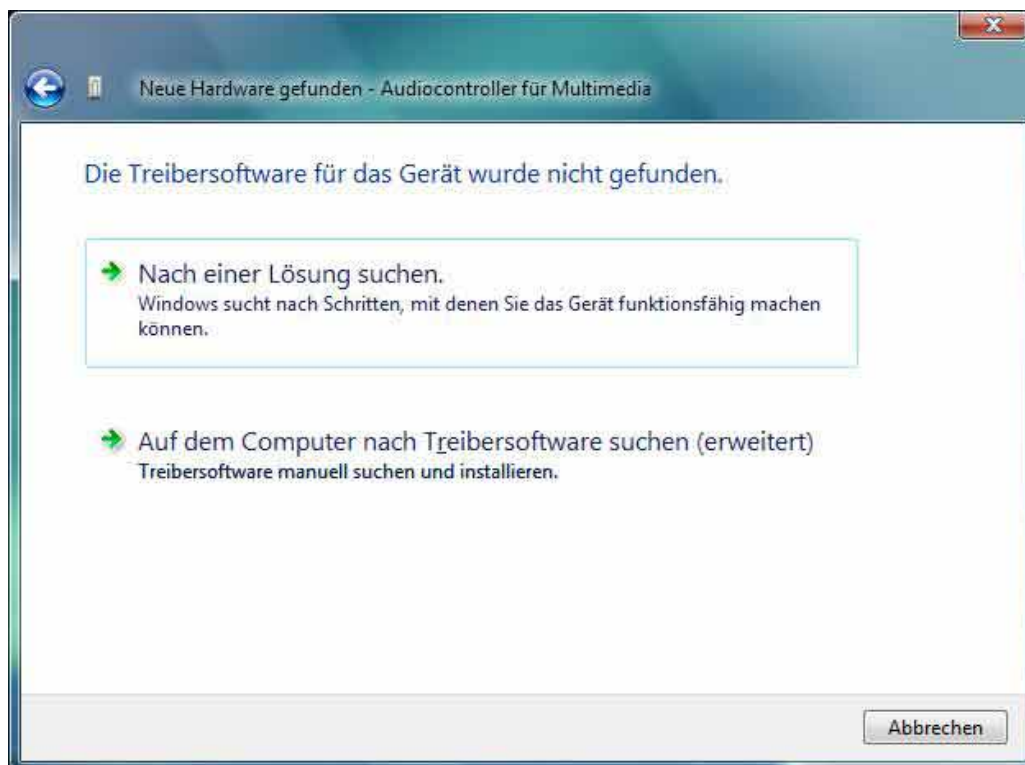 Neue Hardware gefunden - Audiocontroller für Multimedia
Die Treibersoftware für das Gerät wurde nicht gefunden.
Nach einer Lösung suchen.
Windows sucht nach Schritten, mit denen Sie das Gerät funktionsfähig machen
können.
Auf dem Computer nach Treibersoftware suchen (erweitert)
Treibersoftware manuell suchen und installieren.
Abbrechen